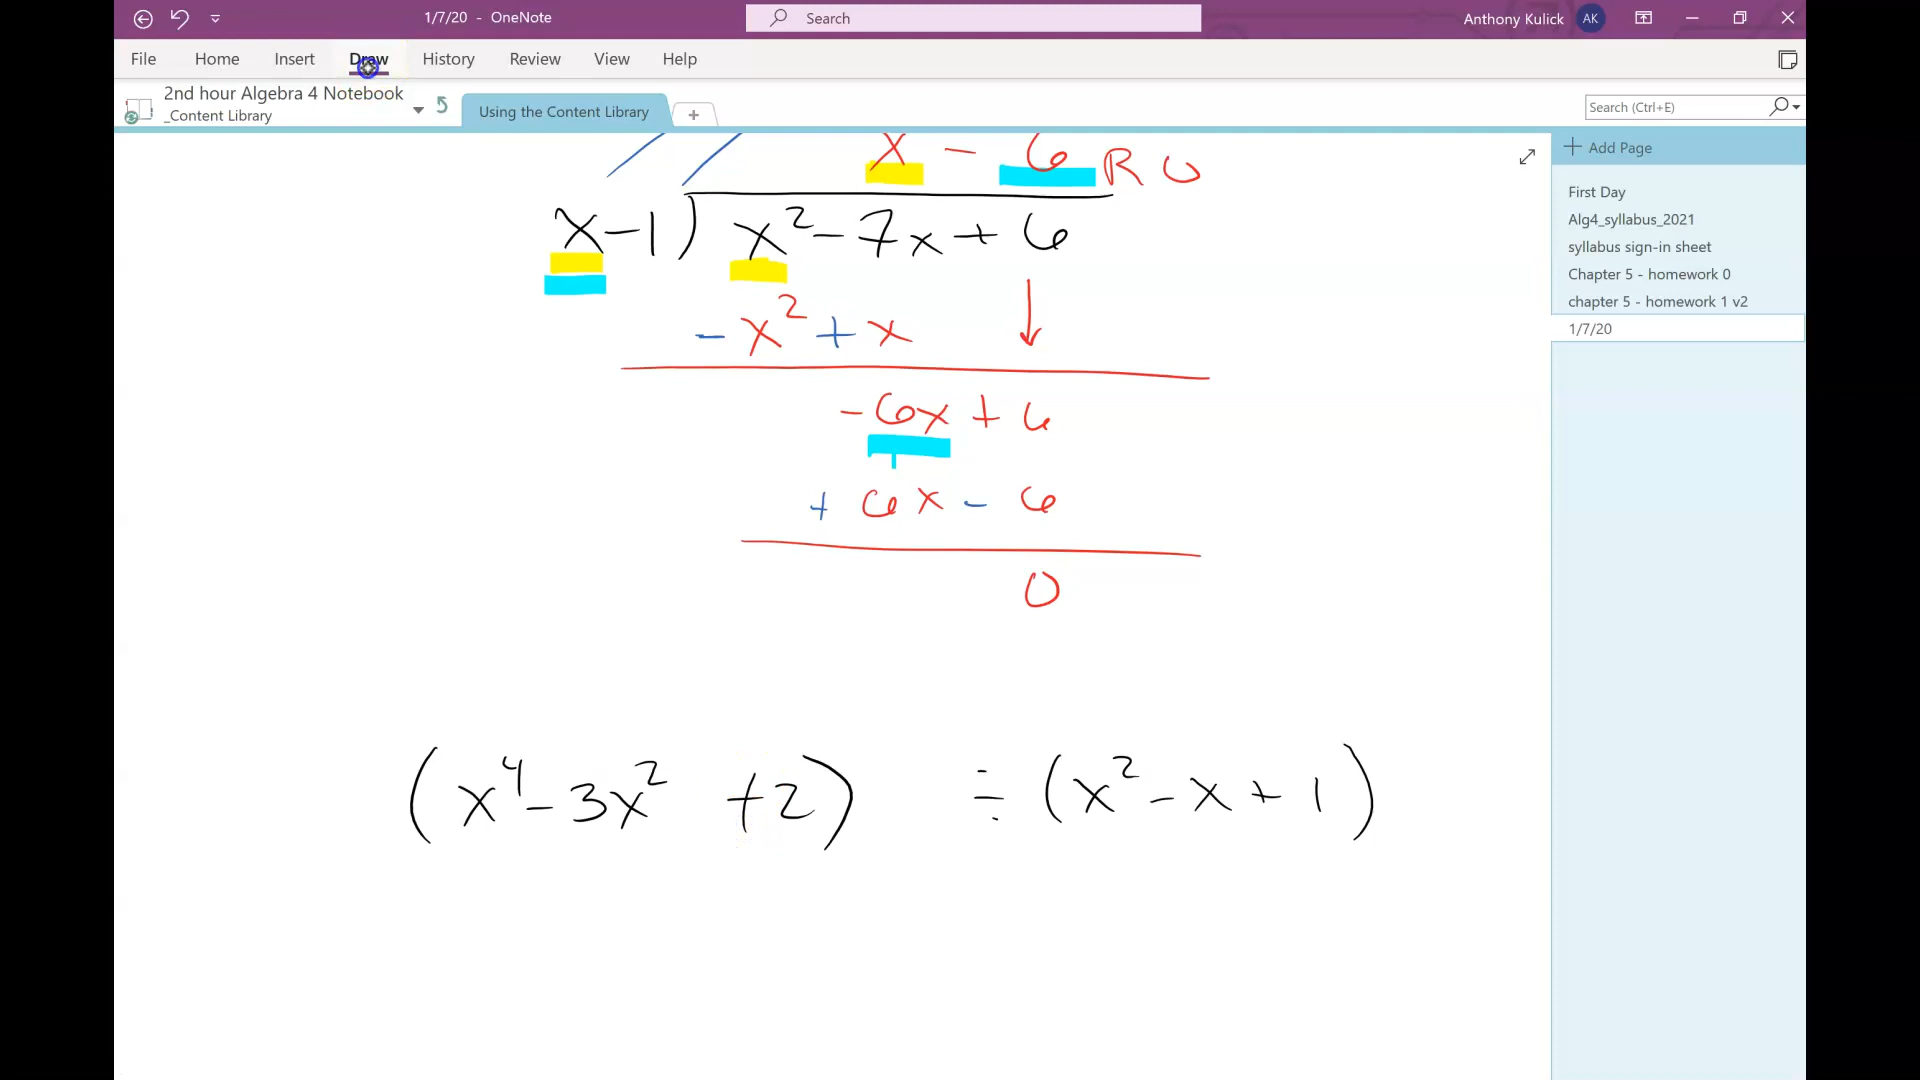 1/7/20 - OneNote
Search
Anthony Kulick AK
File Home Insert Draw History Review View Help
2nd hour Algebra 4 Notebook
_Content Library
Using the Content Library
+
Search (Ctrl+E)
Add Page
First Day
Alg4_syllabus_2021
syllabus sign-in sheet
Chapter 5 - homework 0
chapter 5 - homework 1 v2
1/7/20
x - 6 R 0
x-1) x² - 7x + 6
- x² + x
- 6x + 6
+ 6x - 6
0
(x⁴ - 3x² +2) ÷ (x² - x + 1)